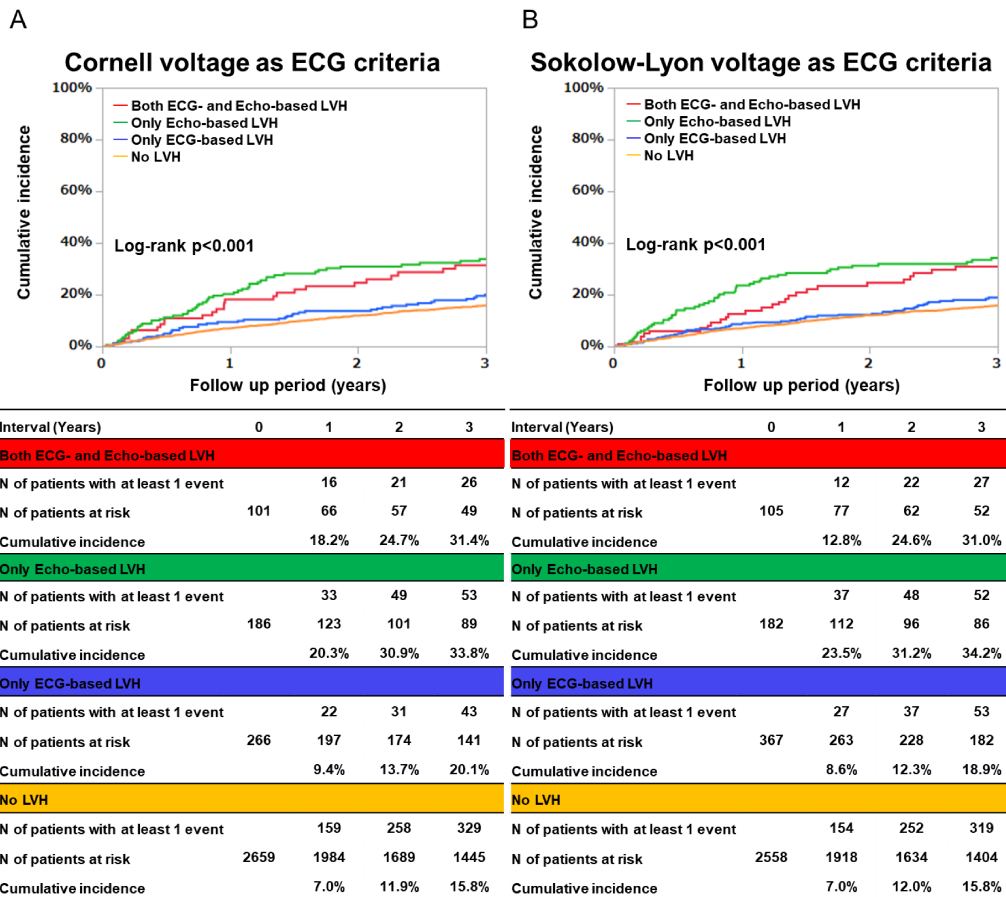 A
Cornell voltage as ECG criteria
Cumulative incidence
100%
80%
60%
40%
20%
0%
Both ECG- and Echo-based LVH
Only Echo-based LVH
Only ECG-based LVH
No LVH
Log-rank p<0.001
0 1 2 3
Follow up period (years)
Interval (Years) 0 1 2 3
Both ECG- and Echo-based LVH
N of patients with at least 1 event 16 21 26
N of patients at risk 101 66 57 49
Cumulative incidence 18.2% 24.7% 31.4%
Only Echo-based LVH
N of patients with at least 1 event 33 49 53
N of patients at risk 186 123 101 89
Cumulative incidence 20.3% 30.9% 33.8%
Only ECG-based LVH
N of patients with at least 1 event 22 31 43
N of patients at risk 266 197 174 141
Cumulative incidence 9.4% 13.7% 20.1%
No LVH
N of patients with at least 1 event 159 258 329
N of patients at risk 2659 1984 1689 1445
Cumulative incidence 7.0% 11.9% 15.8%
B
Sokolow-Lyon voltage as ECG criteria
Cumulative incidence
100%
80%
60%
40%
20%
0%
Both ECG- and Echo-based LVH
Only Echo-based LVH
Only ECG-based LVH
No LVH
Log-rank p<0.001
0 1 2 3
Follow up period (years)
Interval (Years) 0 1 2 3
Both ECG- and Echo-based LVH
N of patients with at least 1 event 12 22 27
N of patients at risk 105 77 62 52
Cumulative incidence 12.8% 24.6% 31.0%
Only Echo-based LVH
N of patients with at least 1 event 37 48 52
N of patients at risk 182 112 96 86
Cumulative incidence 23.5% 31.2% 34.2%
Only ECG-based LVH
N of patients with at least 1 event 27 37 53
N of patients at risk 367 263 228 182
Cumulative incidence 8.6% 12.3% 18.9%
No LVH
N of patients with at least 1 event 154 252 319
N of patients at risk 2558 1918 1634 1404
Cumulative incidence 7.0% 12.0% 15.8%